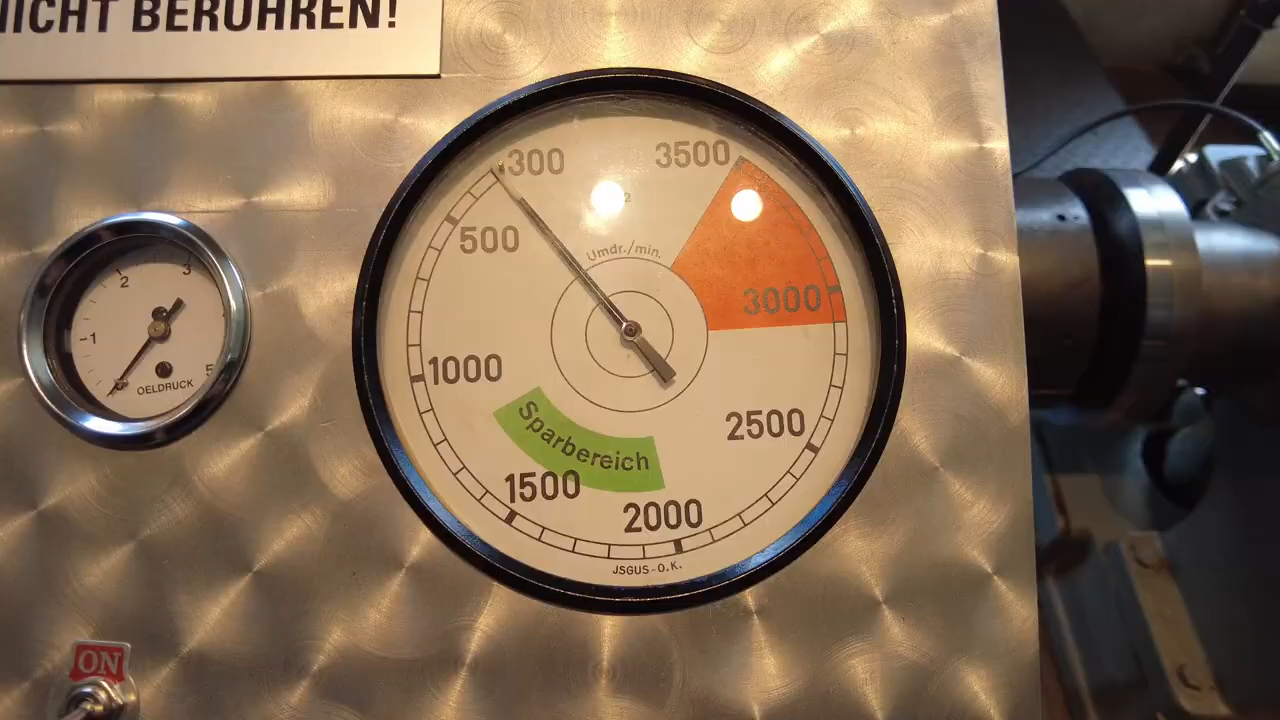 NICHT BERÜHREN!
300
3500
2
Umdr./min.
500
3000
1000
2500
Sparbereich
1500
2000
JSGUS-O.K.
1
2
3
5
OELDRUCK
ON